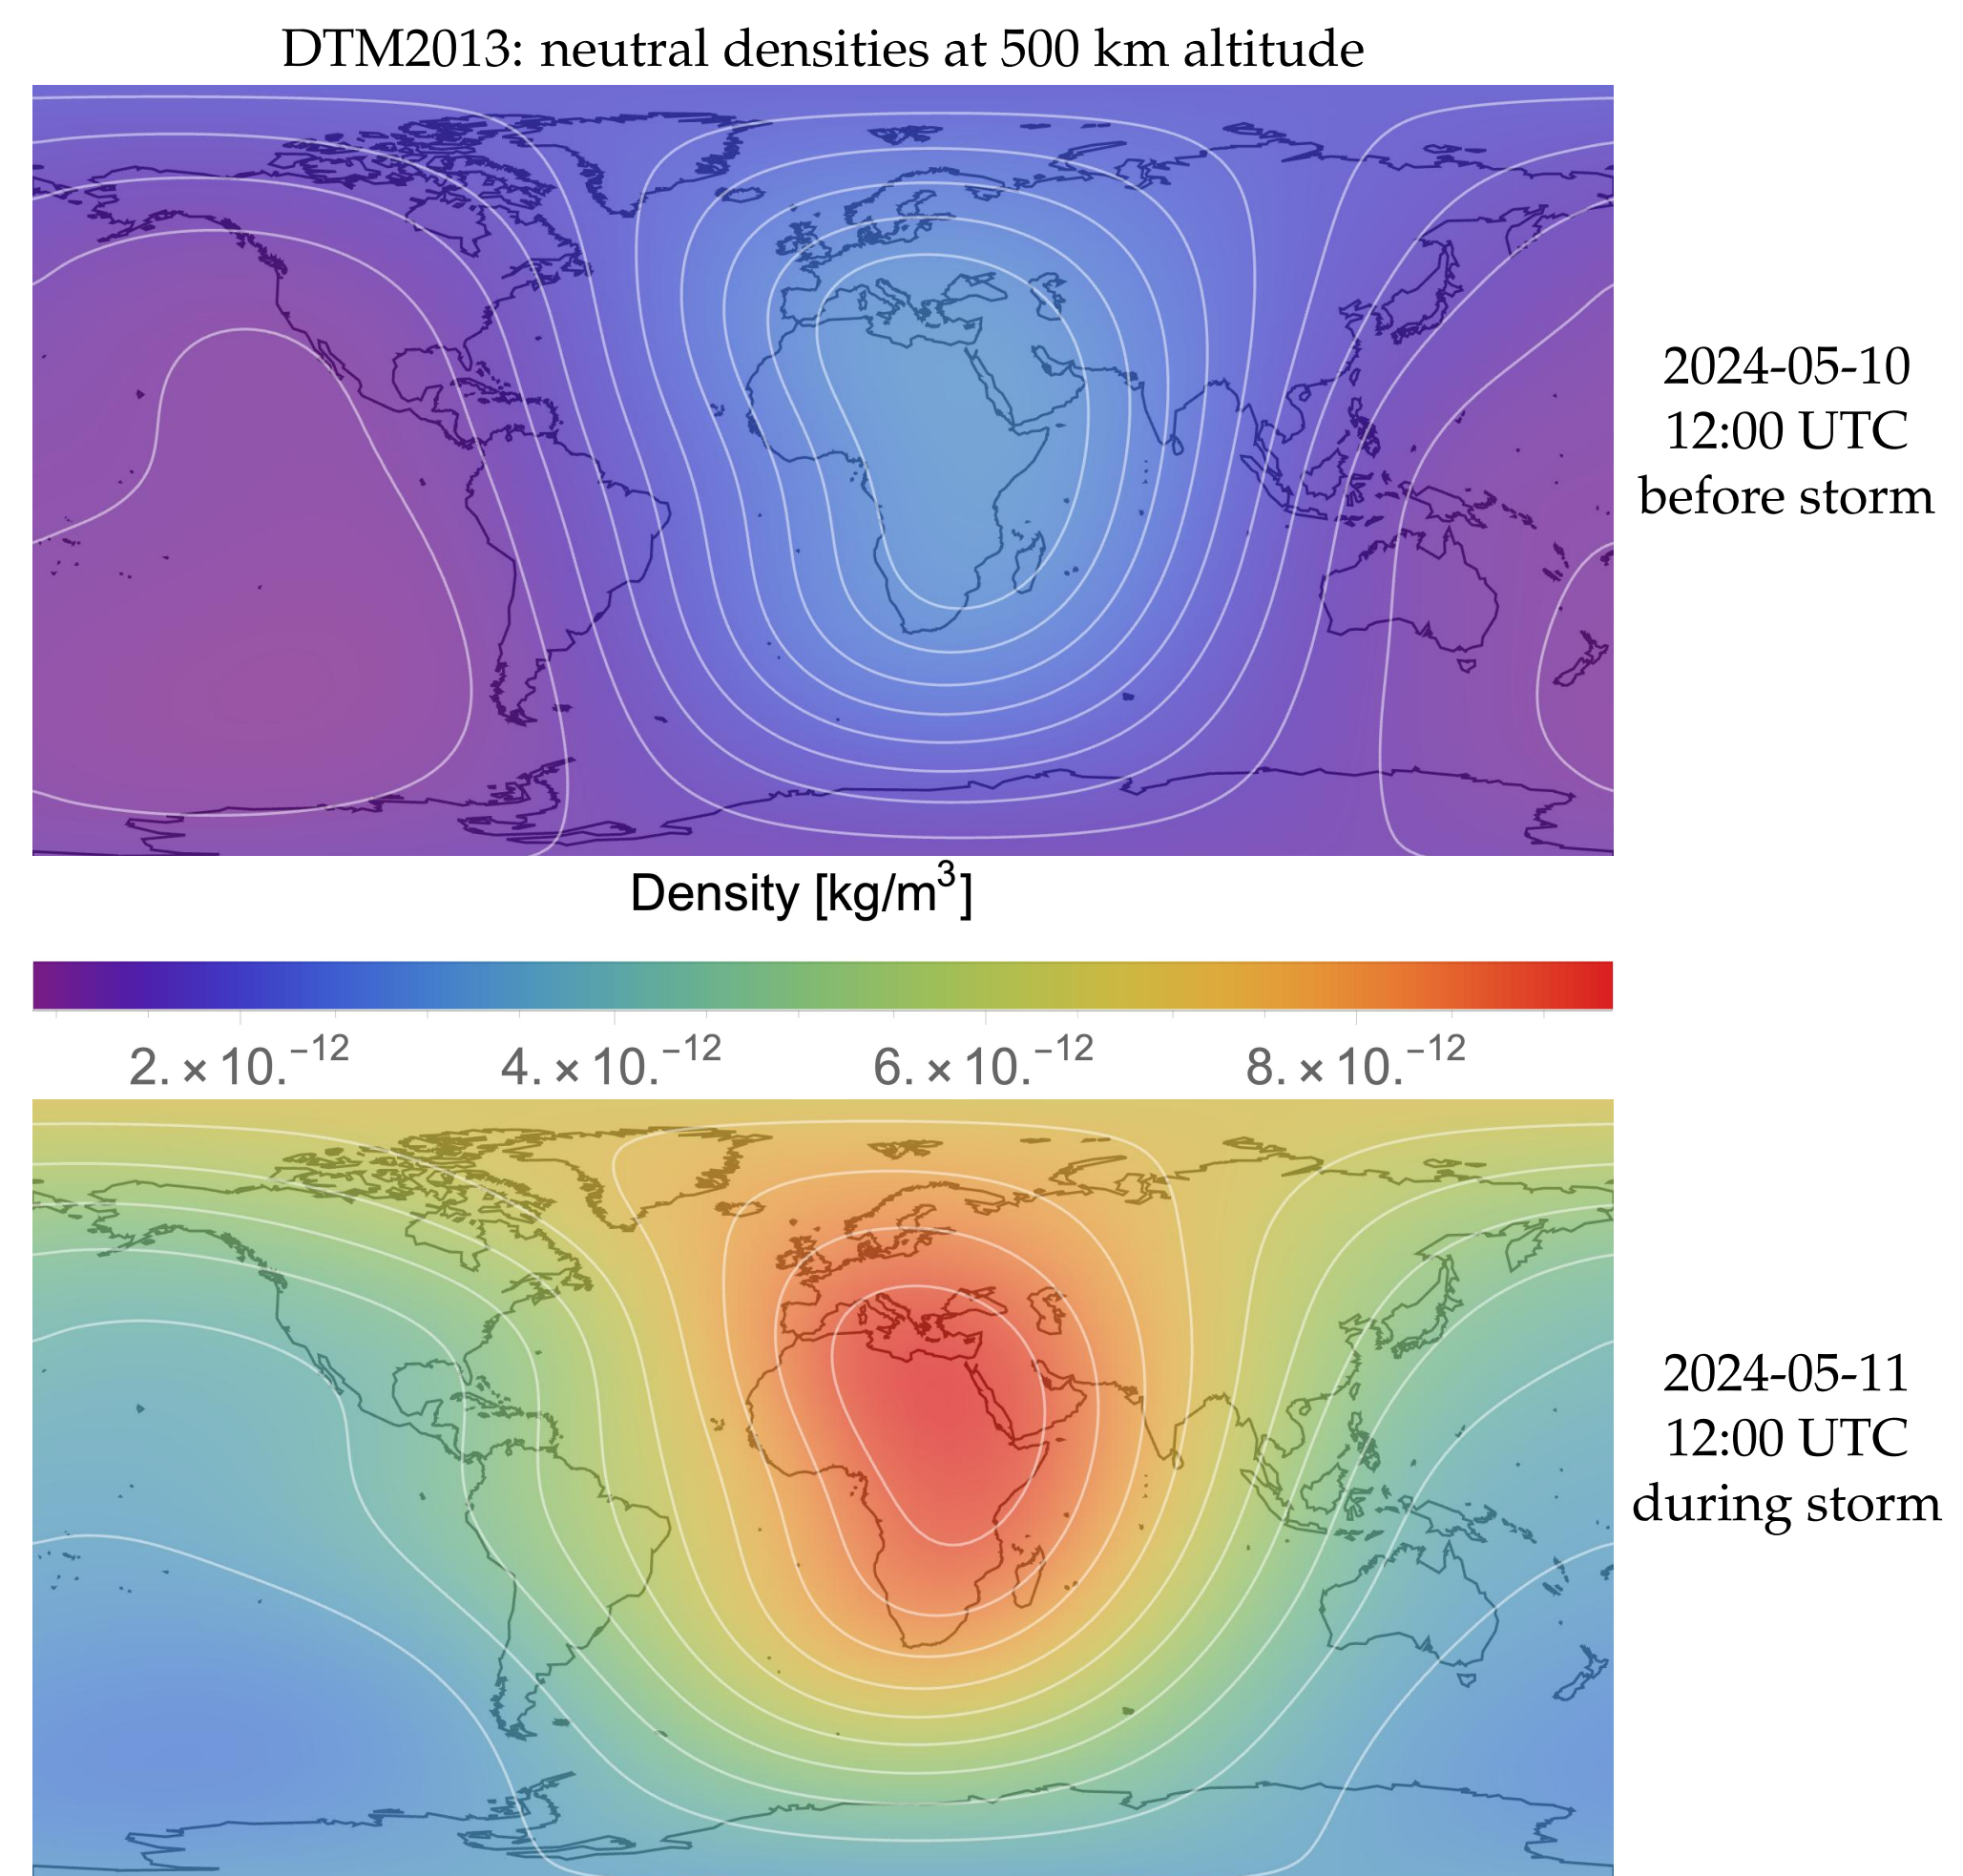 DTM2013: neutral densities at 500 km altitude
2024-05-10
12:00 UTC
before storm
Density [kg/m³]
2.×10.⁻¹² 4.×10.⁻¹² 6.×10.⁻¹² 8.×10.⁻¹²
2024-05-11
12:00 UTC
during storm